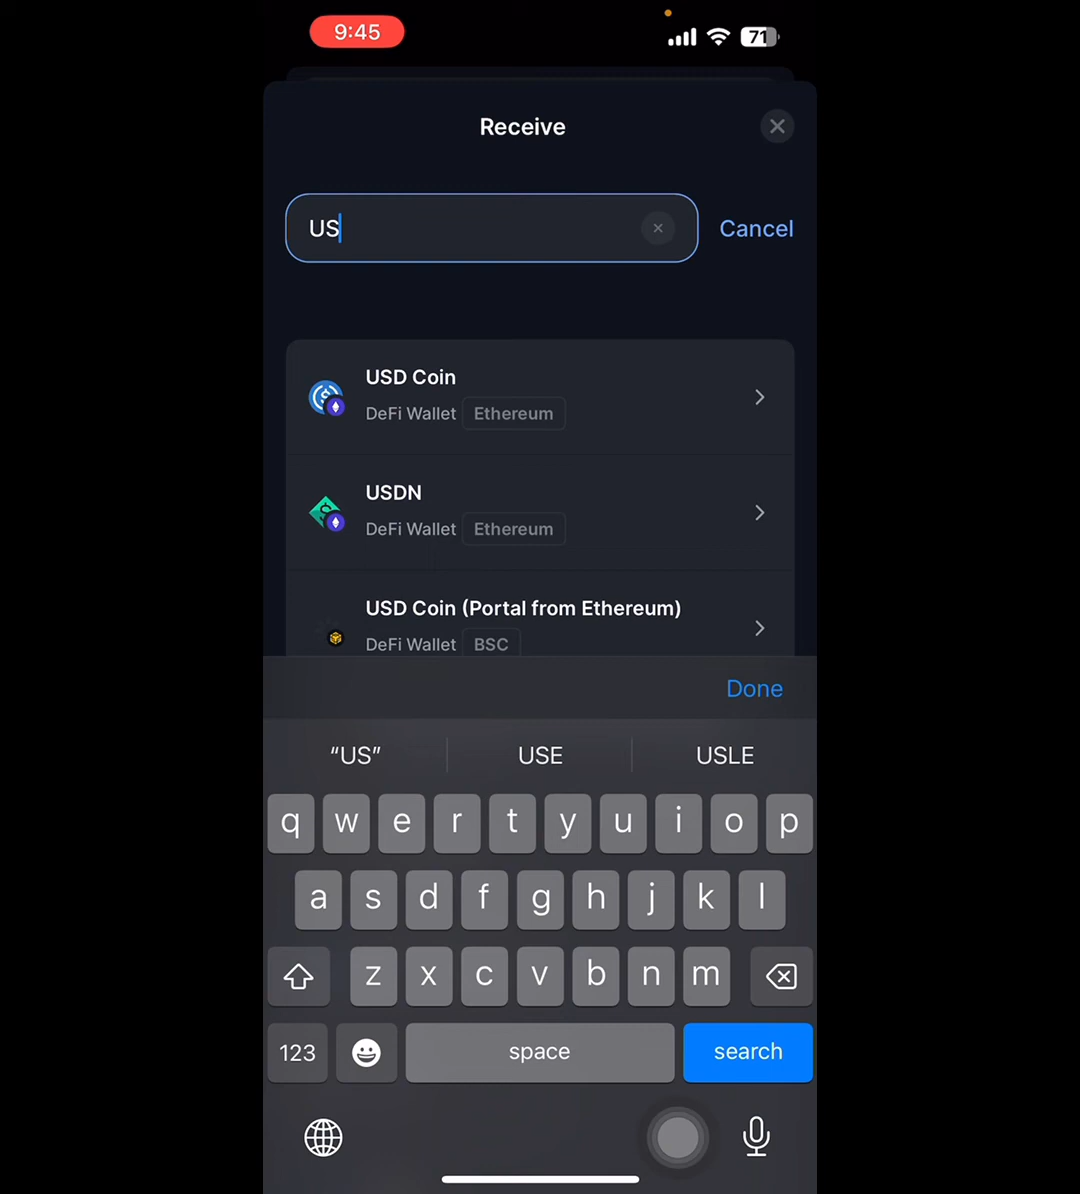 9:45
71
Receive
US
Cancel
USD Coin
DeFi Wallet Ethereum
USDN
DeFi Wallet Ethereum
USD Coin (Portal from Ethereum)
DeFi Wallet BSC
Done
“US” USE USLE
q w e r t y u i o p
a s d f g h j k l
z x c v b n m
123 space search